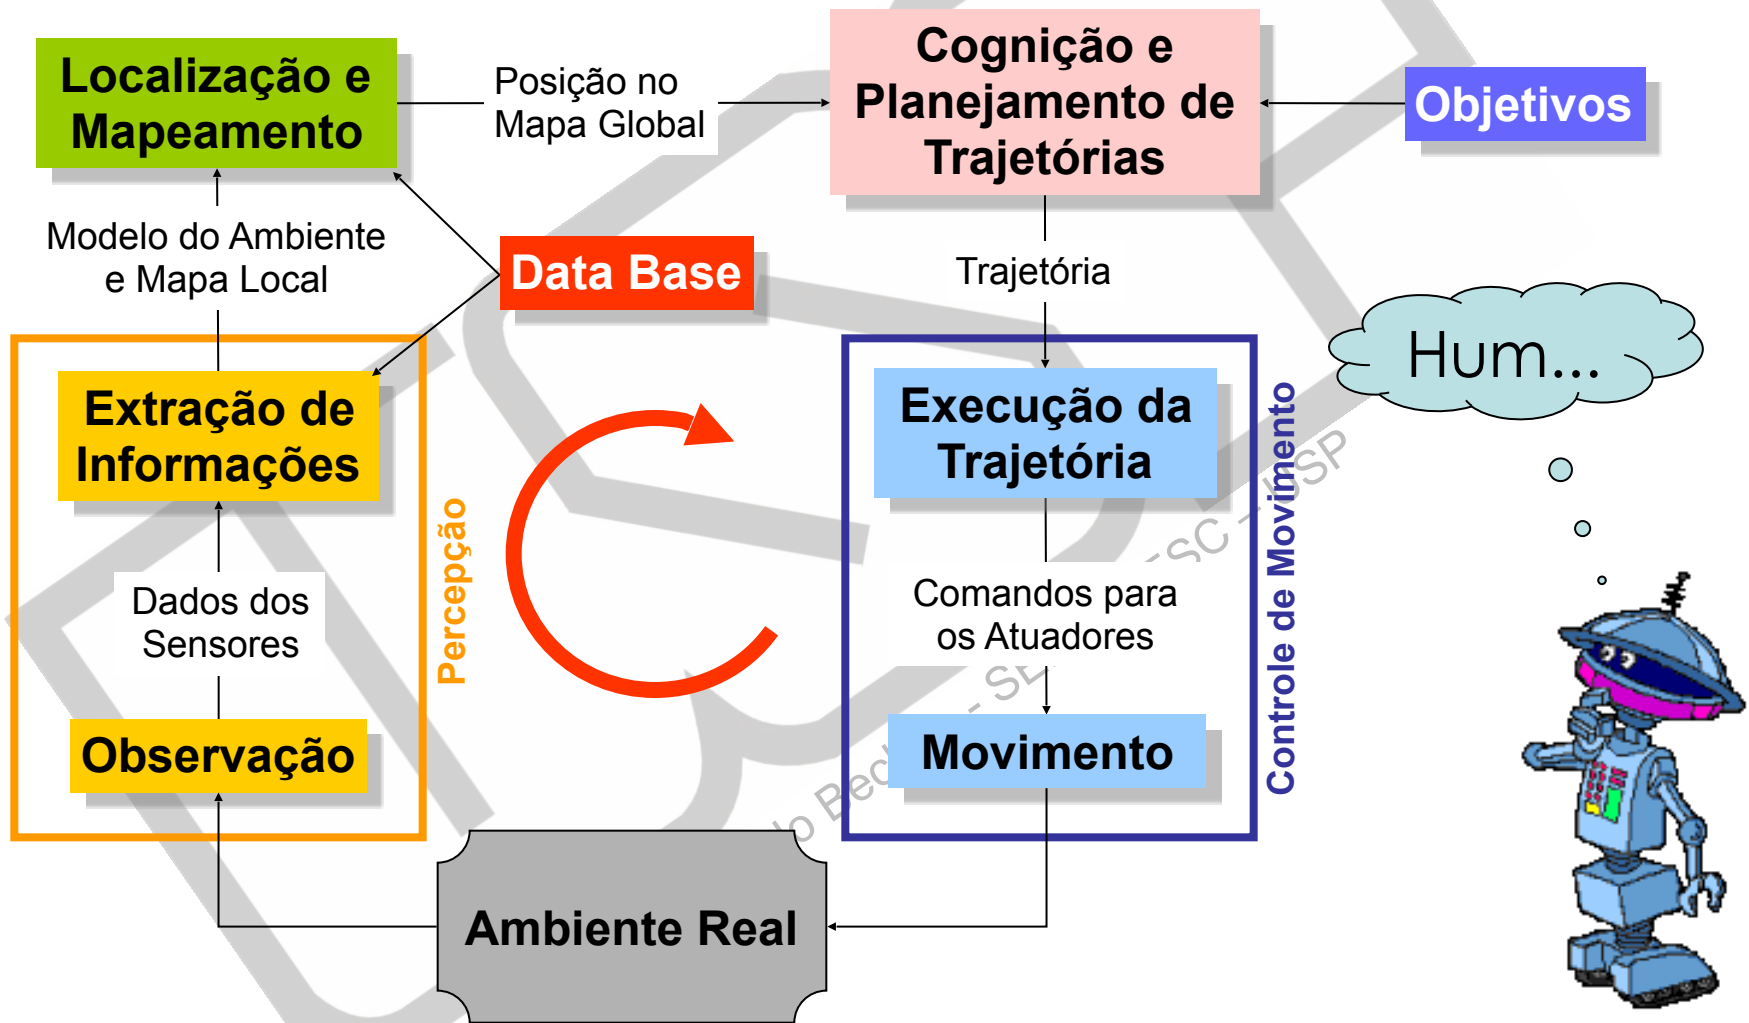 Localização e
Mapeamento
Posição no
Mapa Global
Cognição e
Planejamento de
Trajetórias
Objetivos
Modelo do Ambiente
e Mapa Local
Data Base
Trajetória
Hum...
Extração de
Informações
Percepção
Execução da
Trajetória
Controle de Movimento
Dados dos
Sensores
Comandos para
os Atuadores
Observação
Movimento
Ambiente Real
USP